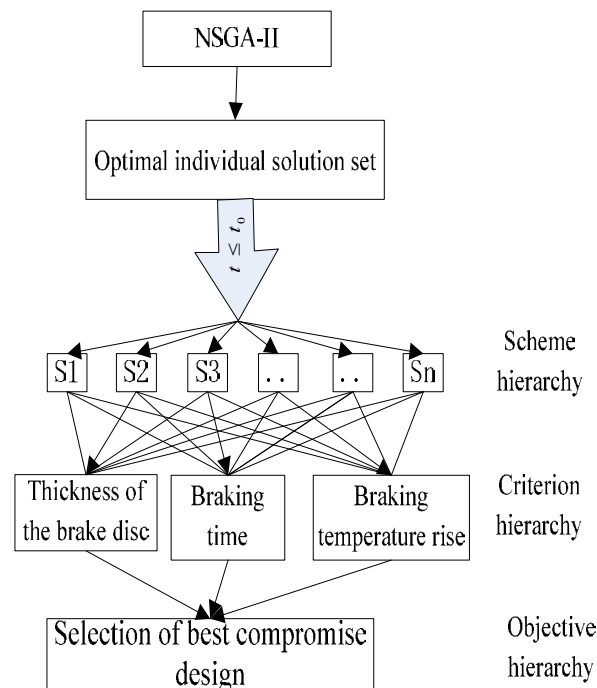 NSGA-II
Optimal individual solution set
t ≤ t₀
Scheme
hierarchy
S1 S2 S3 .. .. Sn
Thickness of
the brake disc
Braking
time
Braking
temperature rise
Criterion
hierarchy
Selection of best compromise
design
Objective
hierarchy